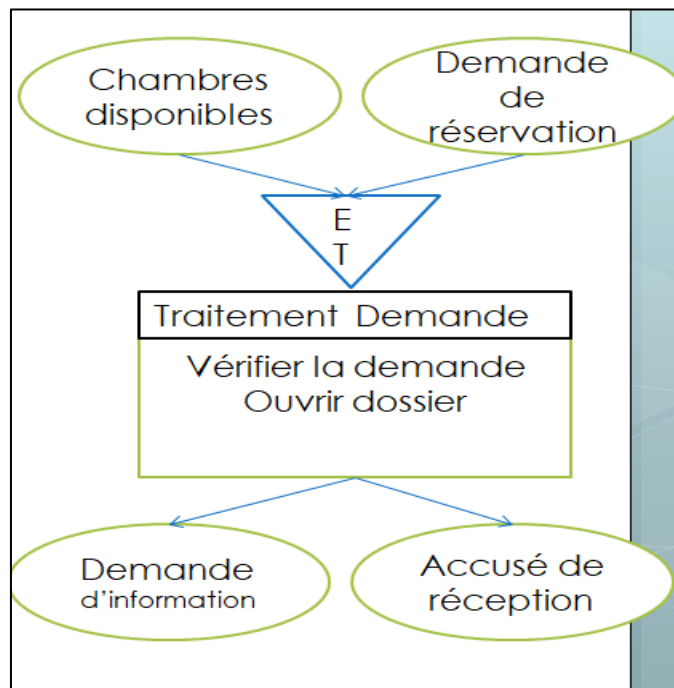 Chambres
disponibles
Demande
de
réservation
E
T
Traitement Demande
Vérifier la demande
Ouvrir dossier
Demande
d'information
Accusé de
réception